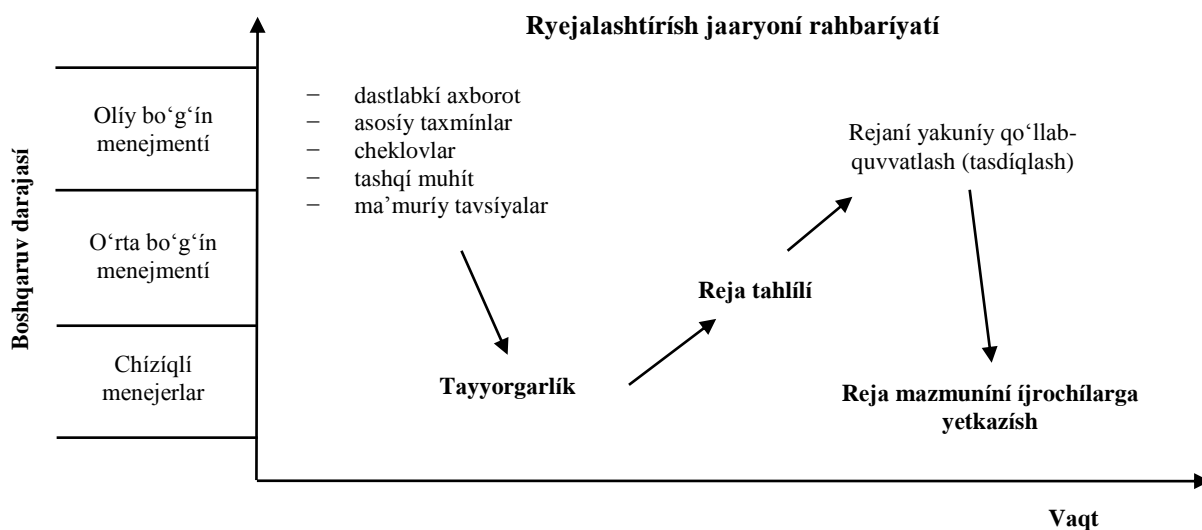 Ryejalashtírísh jaaryoní rahbaríyatí
Boshqaruv darajasí
Olíy bo‘g‘ín
menejmentí
O‘rta bo‘g‘ín
menejmentí
Chízíqlí
menejerlar
– dastlabkí axborot
– asosíy taxmínlar
– cheklovlar
– tashqí muhít
– ma’muríy tavsíyalar
Tayyorgarlík
Reja tahlílí
Rejaní yakuníy qo‘llab-
quvvatlash (tasdíqlash)
Reja mazmuníní íjrochílarga
yetkazísh
Vaqt